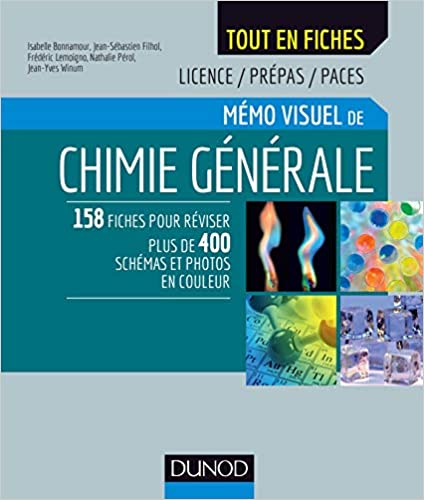 Isabelle Bonnamour, Jean-Sébastien Filhol,
Frédéric Lemoigno, Nathalie Pérol,
Jean-Yves Winum
TOUT EN FICHES
LICENCE / PRÉPAS / PACES
MÉMO VISUEL DE
CHIMIE GÉNÉRALE
158 FICHES POUR RÉVISER
PLUS DE 400
SCHÉMAS ET PHOTOS
EN COULEUR
DUNOD